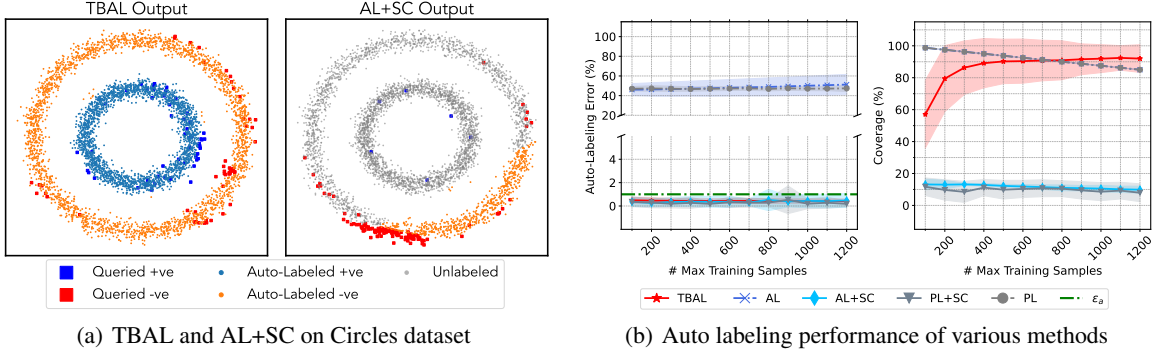 TBAL Output
AL+SC Output
Queried +ve
Auto-Labeled +ve
Unlabeled
Queried -ve
Auto-Labeled -ve
(a) TBAL and AL+SC on Circles dataset
Auto-Labeling Error (%)
100
80
60
40
20
4
2
0
200
400
600
800
1000
1200
# Max Training Samples
Coverage (%)
100
80
60
40
20
0
200
400
600
800
1000
1200
# Max Training Samples
TBAL
AL
AL+SC
PL+SC
PL
εa
(b) Auto labeling performance of various methods